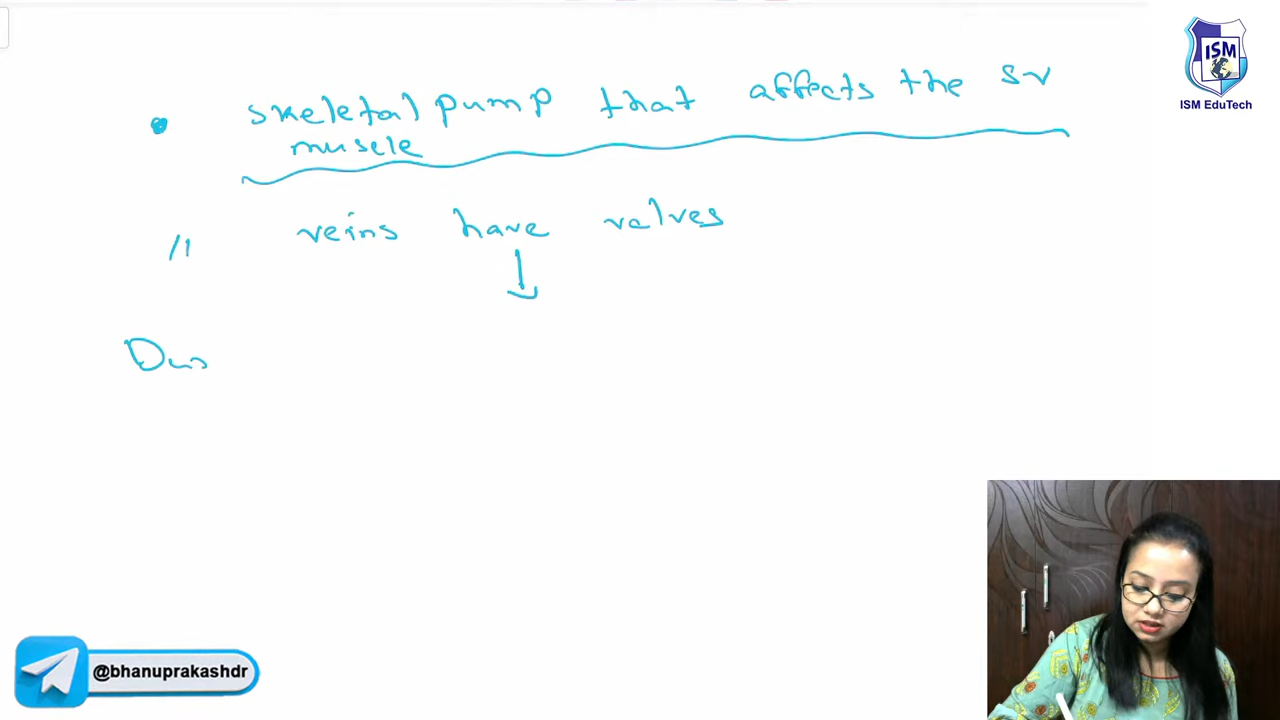 ISM
ISM EduTech
skeletal pump that affects the SV
muscle
veins have valves
@bhanuprakashdr